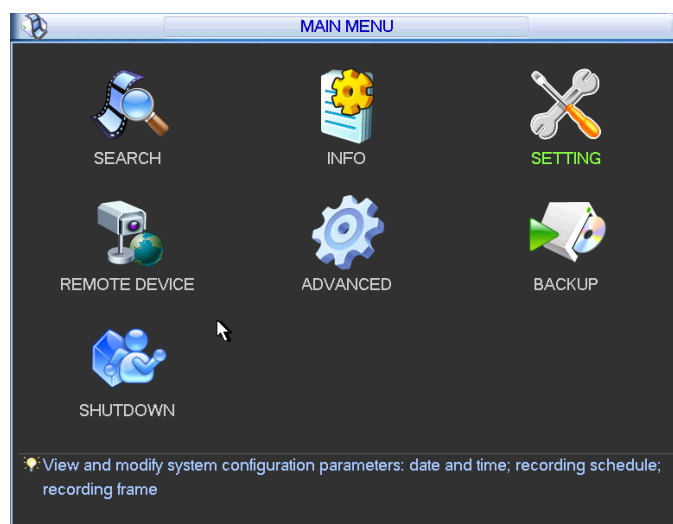 MAIN MENU
SEARCH
INFO
SETTING
REMOTE DEVICE
ADVANCED
BACKUP
SHUTDOWN
View and modify system configuration parameters: date and time; recording schedule;
recording frame